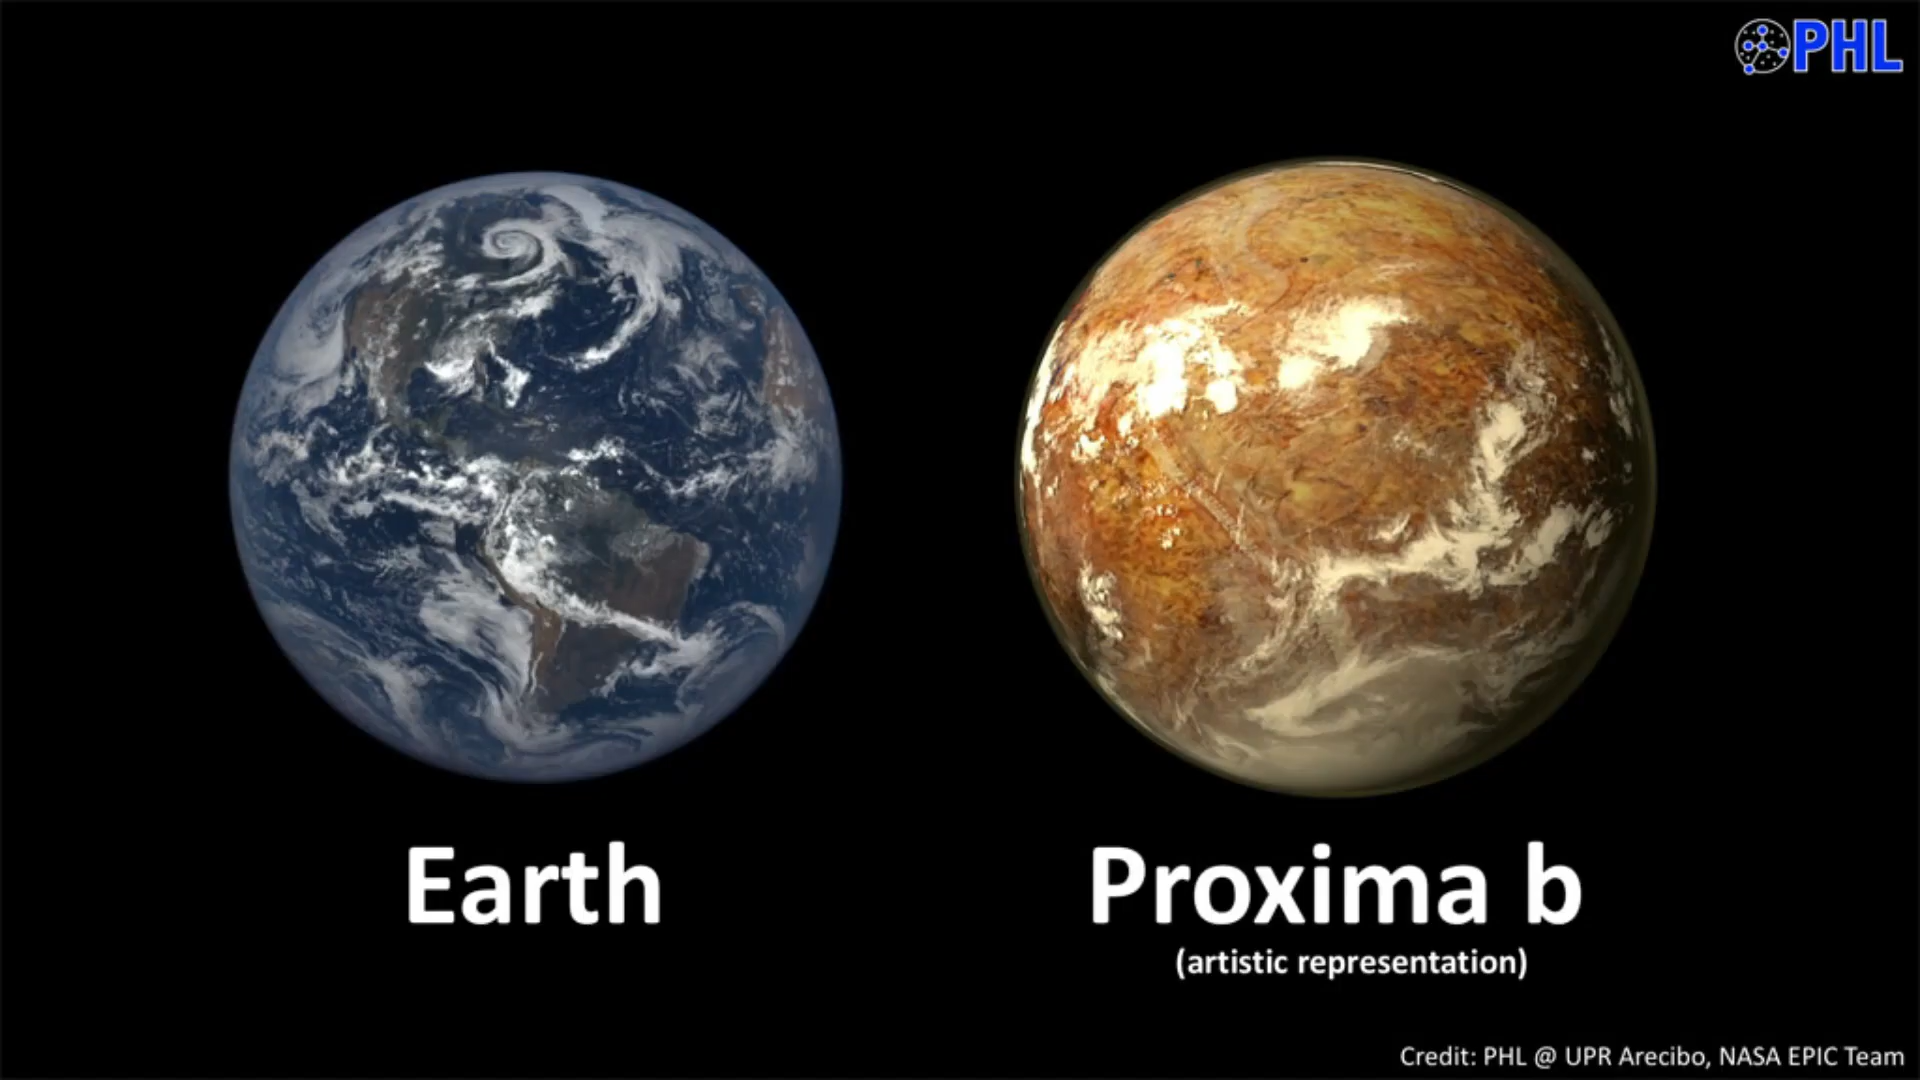 PHL
Earth
Proxima b
(artistic representation)
Credit: PHL @ UPR Arecibo, NASA EPIC Team